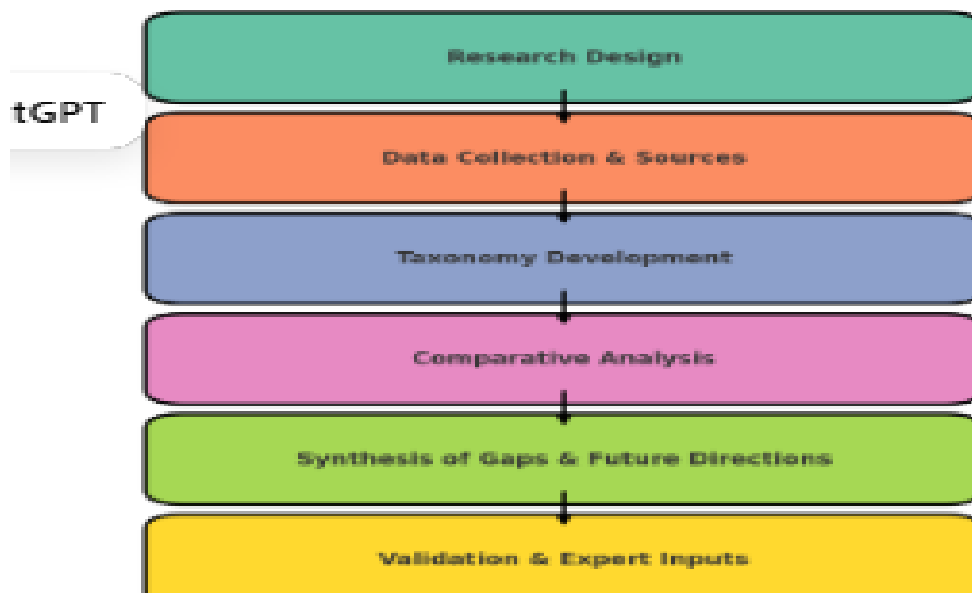 Research Design
tGPT
Data Collection & Sources
Taxonomy Development
Comparative Analysis
Synthesis of Gaps & Future Directions
Validation & Expert Inputs